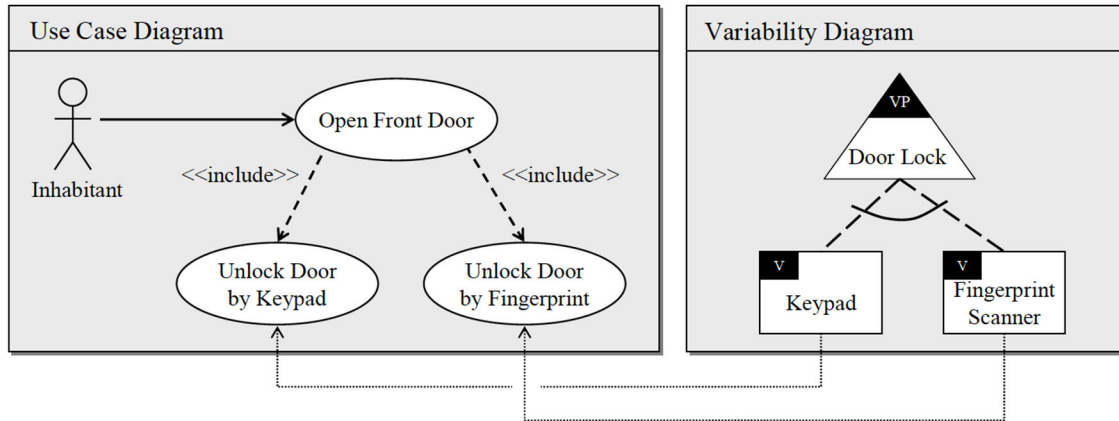 Use Case Diagram
Inhabitant
Open Front Door
<<include>>
<<include>>
Unlock Door
by Keypad
Unlock Door
by Fingerprint
Variability Diagram
VP
Door Lock
V
Keypad
V
Fingerprint
Scanner